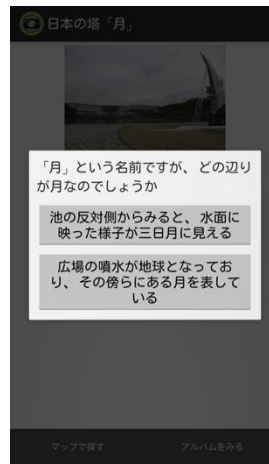 日本の塔「月」
「月」という名前ですが、どの辺り
が月なのでしょうか
池の反対側からみると、水面に
映った様子が三日月に見える
広場の噴水が地球となってお
り、その傍らにある月を表して
いる
マップで探す
アルバムをみる